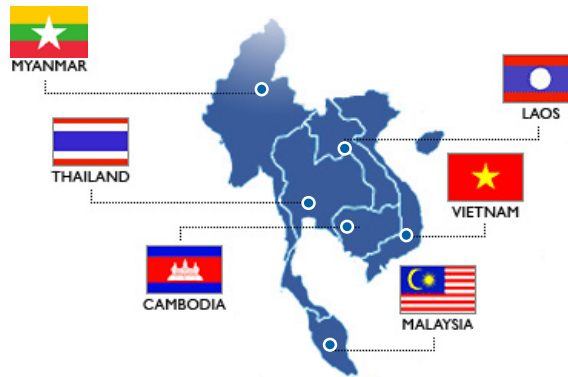 MYANMAR
LAOS
THAILAND
VIETNAM
CAMBODIA
MALAYSIA